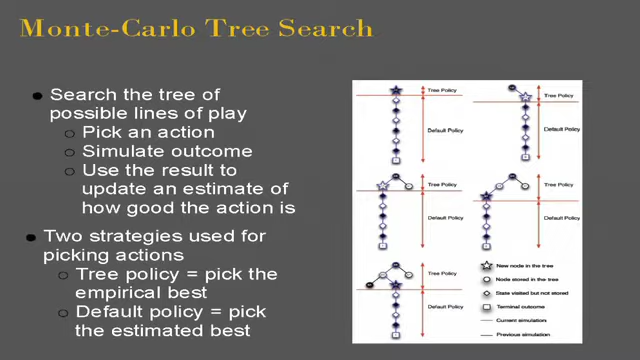 Monte-Carlo Tree Search
Search the tree of
possible lines of play
Pick an action
Simulate outcome
Use the result to
update an estimate of
how good the action is
Two strategies used for
picking actions
Tree policy = pick the
empirical best
Default policy = pick
the estimated best
Tree Policy
Default Policy
Tree Policy
Default Policy
Tree Policy
Default Policy
Tree Policy
Default Policy
Tree Policy
Default Policy
New node in the tree
Node stored in the tree
State visited but not stored
Terminal outcome
Current simulation
Previous simulation